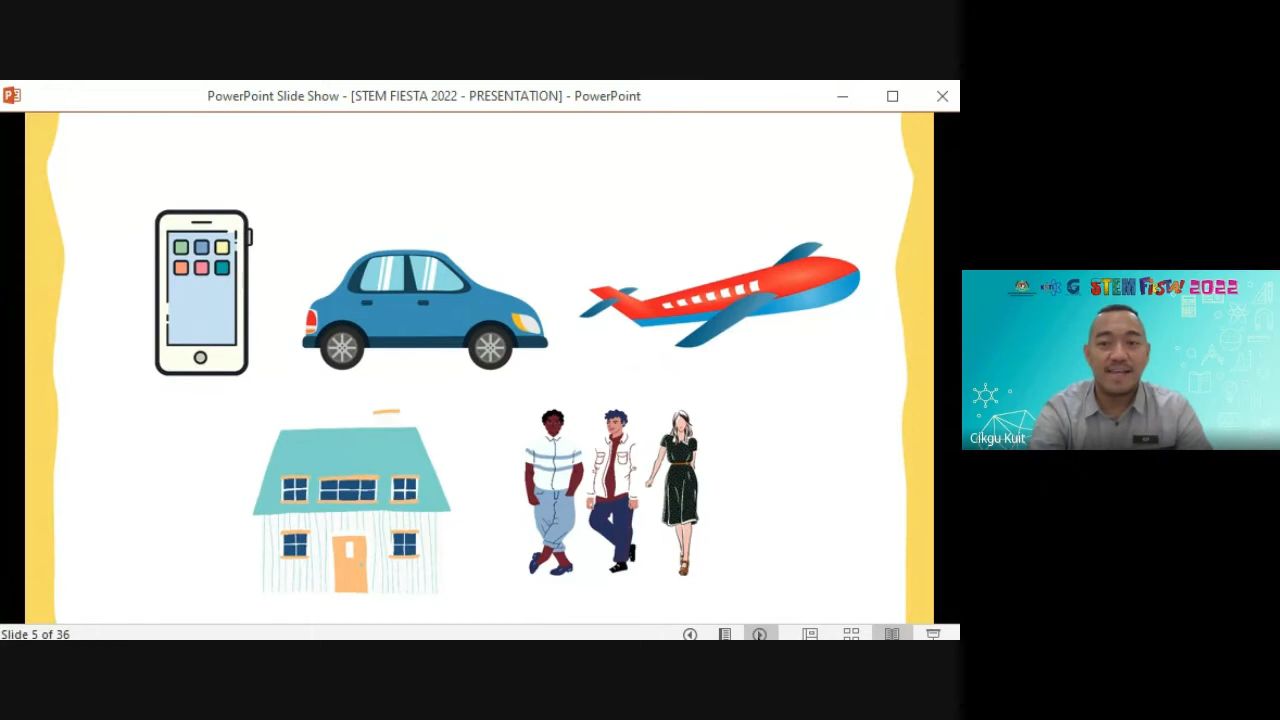 PowerPoint Slide Show - [STEM FIESTA 2022 - PRESENTATION] - PowerPoint
STEM FIESTA! 2022
Cikgu Kuit
Slide 5 of 36